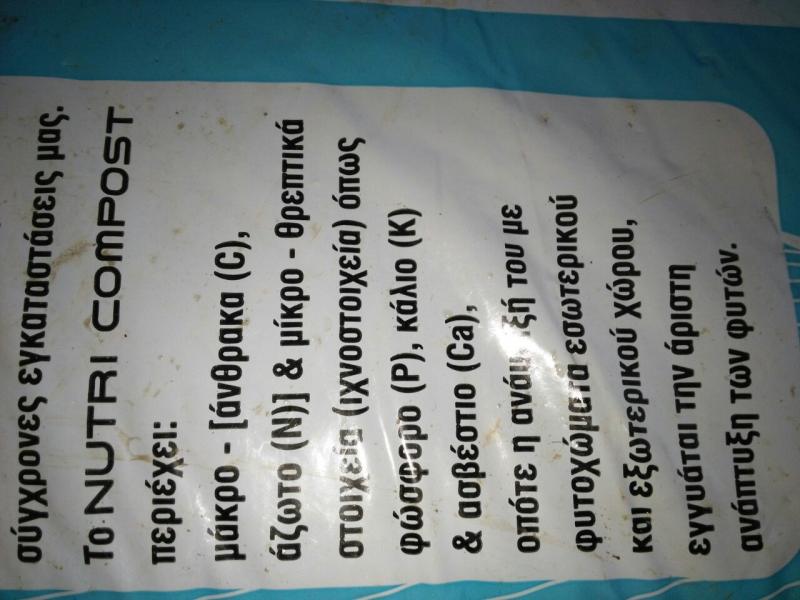 σύγχρονες εγκαταστάσεις μας.
Το NUTRI COMPOST
περιέχει:
μάκρο - [άνθρακα (C),
άζωτο (N)] & μίκρο - θρεπτικά
στοιχεία (ιχνοστοιχεία) όπως
φώσφορο (P), κάλιο (K)
& ασβέστιο (Ca),
οπότε η ανάμειξή του με
φυτοχώματα εσωτερικού
και εξωτερικού χώρου,
εγγυάται την άριστη
ανάπτυξη των φυτών.